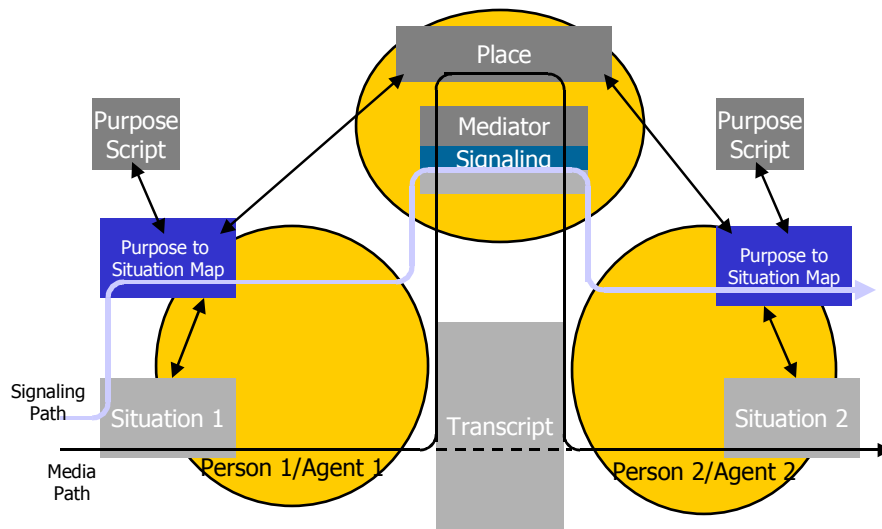 Place
Purpose
Script
Mediator
Signaling
Purpose
Script
Purpose to
Situation Map
Purpose to
Situation Map
Signaling
Path
Situation 1
Transcript
Situation 2
Media
Path
Person 1/Agent 1
Person 2/Agent 2